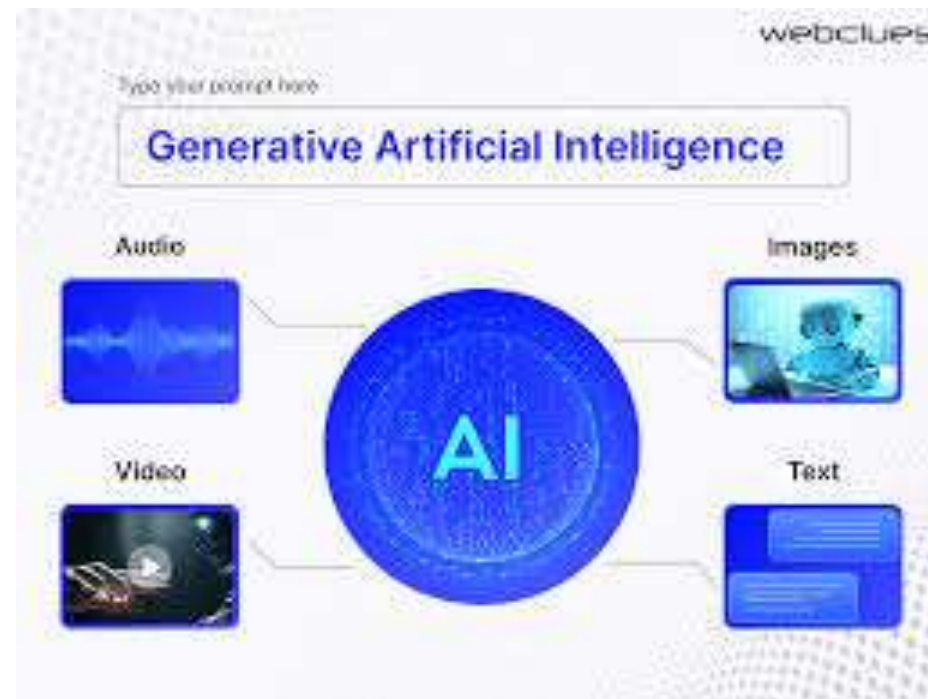 webclues
Type your prompt here
Generative Artificial Intelligence
Audio
Images
AI
Video
Text